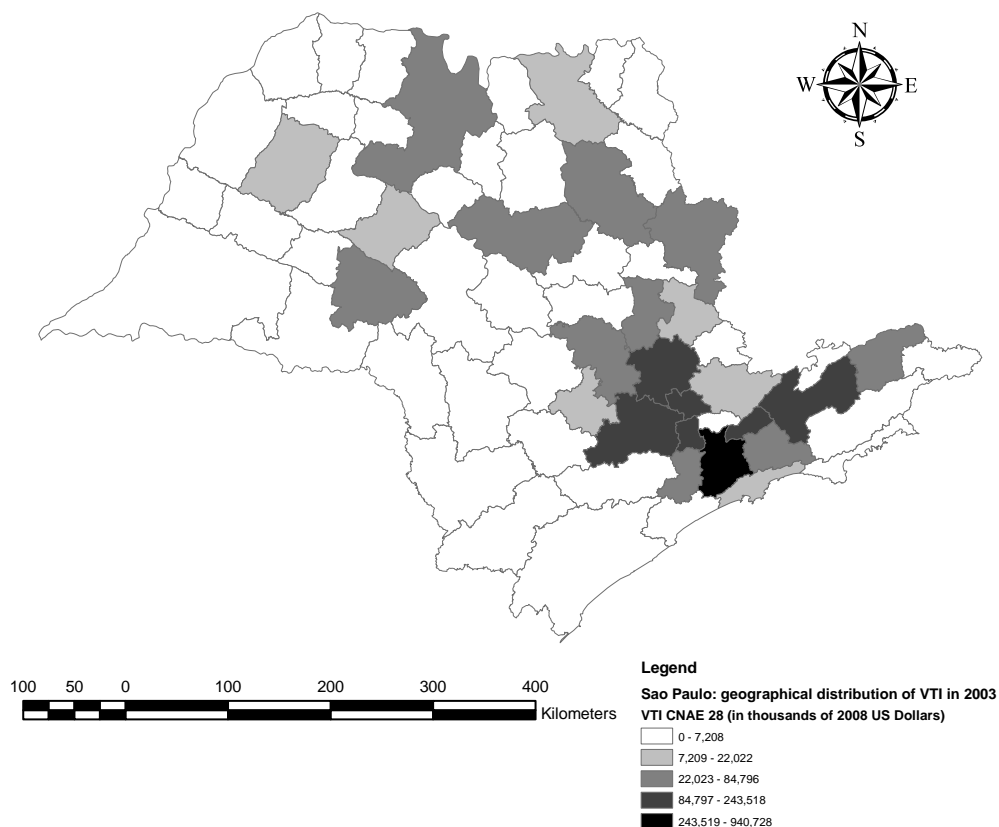 N
W E
S
100 50 0 100 200 300 400
Kilometers
Legend
Sao Paulo: geographical distribution of VTI in 2003
VTI CNAE 28 (in thousands of 2008 US Dollars)
0 - 7,208
7,209 - 22,022
22,023 - 84,796
84,797 - 243,518
243,519 - 940,728